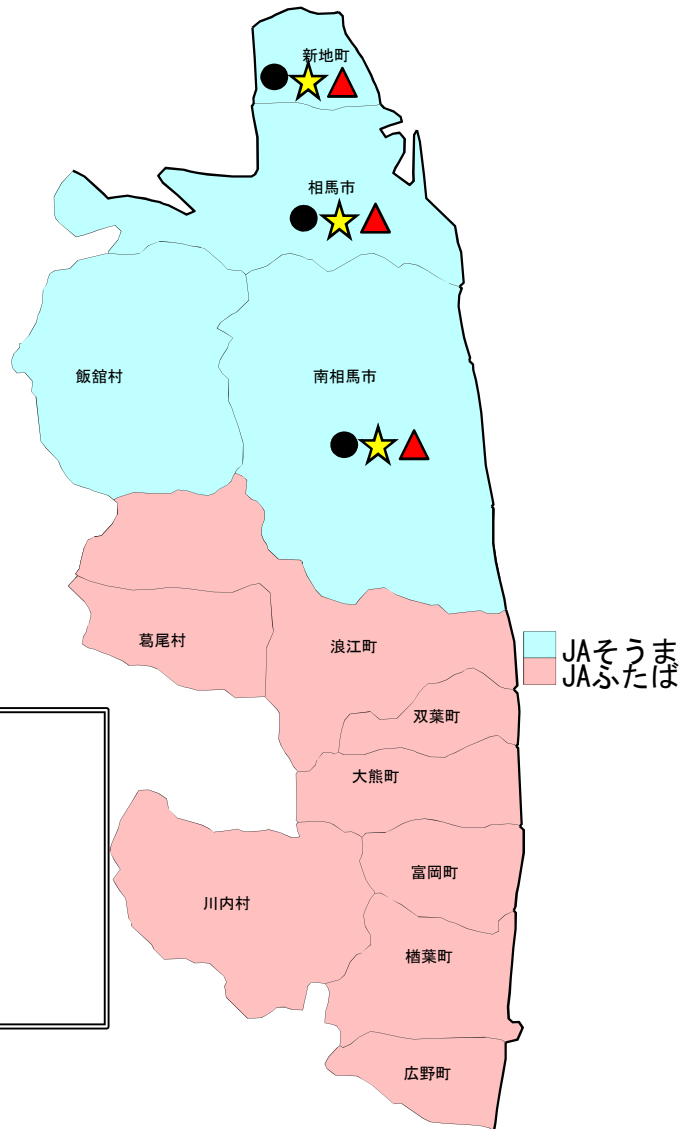 新地町
相馬市
飯舘村
南相馬市
葛尾村
浪江町
JAそうま
JAふたば
双葉町
大熊町
富岡町
川内村
楢葉町
広野町